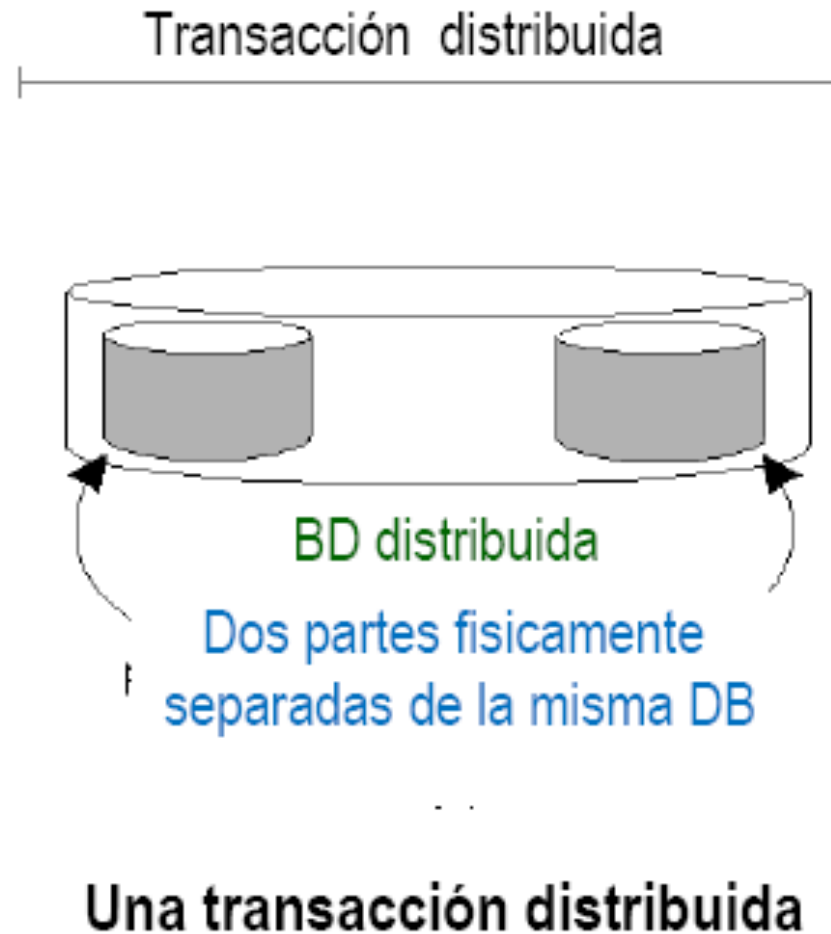 Transacción distribuida
BD distribuida
Dos partes fisicamente
separadas de la misma DB
Una transacción distribuida